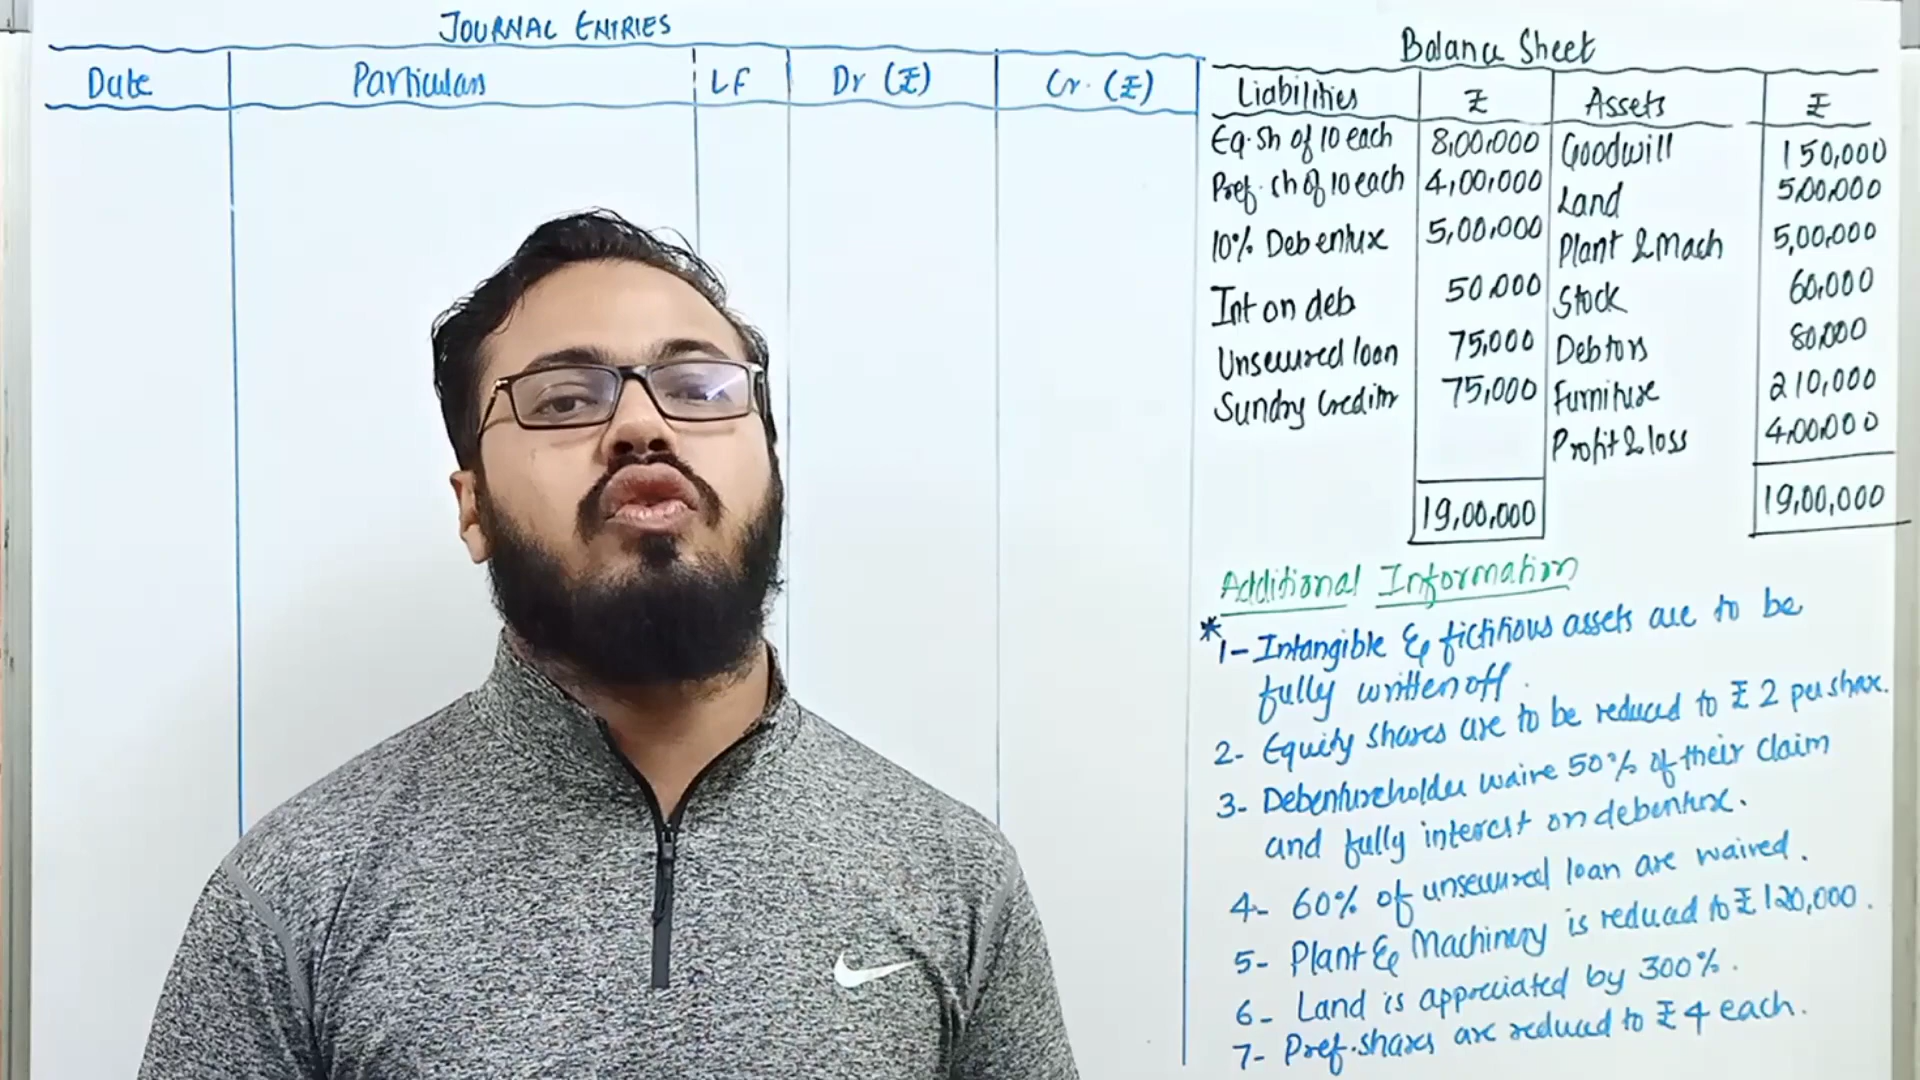 JOURNAL ENTRIES
Date Particulars LF Dr (₹) Cr. (₹)
Balance Sheet
Liabilities ₹ Assets ₹
Eq. Sh of 10 each 8,00,000 Goodwill 150,000
Pref. sh of 10 each 4,00,000 Land 5,00,000
10% Debenture 5,00,000 Plant & Mach 5,00,000
Int on deb 50,000 Stock 60,000
Unsecured loan 75,000 Debtors 80,000
Sundry Creditor 75,000 Furniture 210,000
Profit & loss 4,00,000
19,00,000 19,00,000
Additional Information
* 1- Intangible & fictitious assets are to be
fully written off.
2- Equity shares are to be reduced to ₹ 2 per share.
3- Debentureholder waive 50% of their claim
and fully interest on debenture.
4- 60% of unsecured loan are waived.
5- Plant & Machinery is reduced to ₹ 120,000.
6- Land is appreciated by 300%.
7- Pref. shares are reduced to ₹ 4 each.